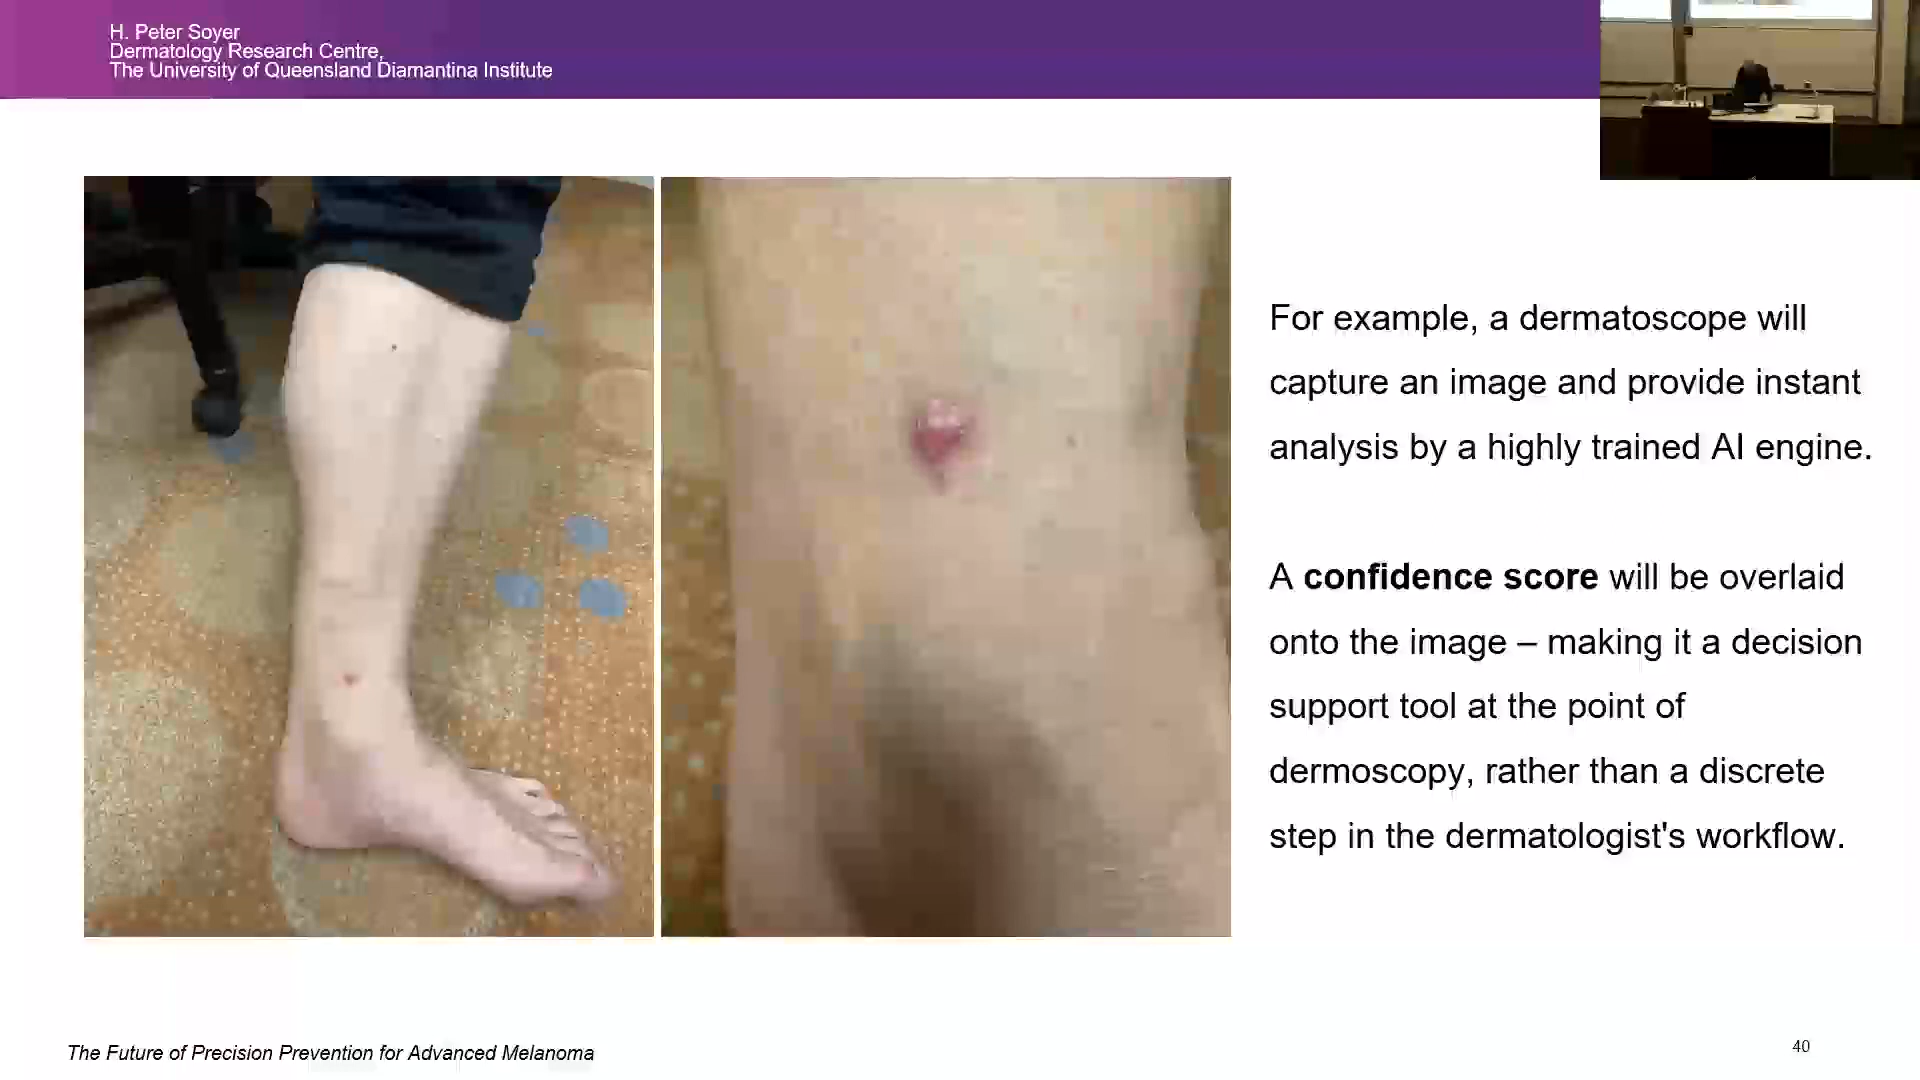 H. Peter Soyer
Dermatology Research Centre,
The University of Queensland Diamantina Institute
For example, a dermatoscope will
capture an image and provide instant
analysis by a highly trained AI engine.
A confidence score will be overlaid
onto the image – making it a decision
support tool at the point of
dermoscopy, rather than a discrete
step in the dermatologist's workflow.
The Future of Precision Prevention for Advanced Melanoma
40